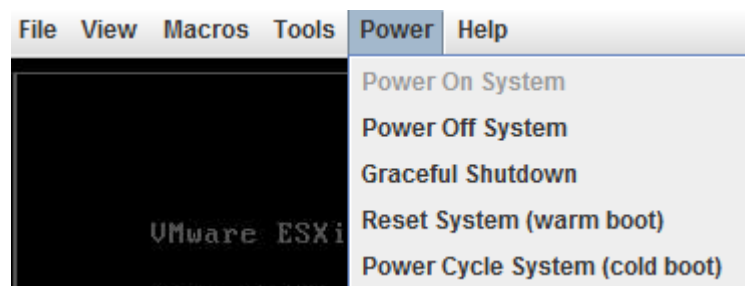 File View Macros Tools Power Help
Power On System
Power Off System
Graceful Shutdown
VMware ESXi
Reset System (warm boot)
Power Cycle System (cold boot)